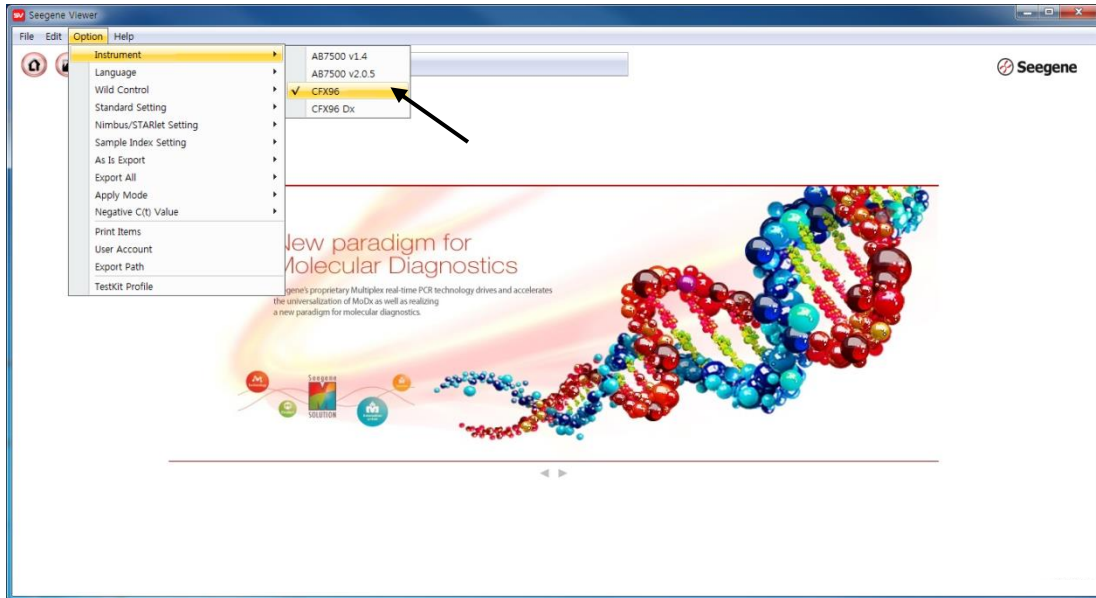 Seegene Viewer
File Edit Option Help
Instrument
Language
Wild Control
Standard Setting
Nimbus/STARlet Setting
Sample Index Setting
As Is Export
Export All
Apply Mode
Negative C(t) Value
Print Items
User Account
Export Path
TestKit Profile
AB7500 v1.4
AB7500 v2.0.5
✓ CFX96
CFX96 Dx
Seegene
New paradigm for
Molecular Diagnostics
Seegene's proprietary Multiplex real-time PCR technology drives and accelerates
the universalization of MoDx as well as realizing
a new paradigm for molecular diagnostics.
Seegene
SOLUTION